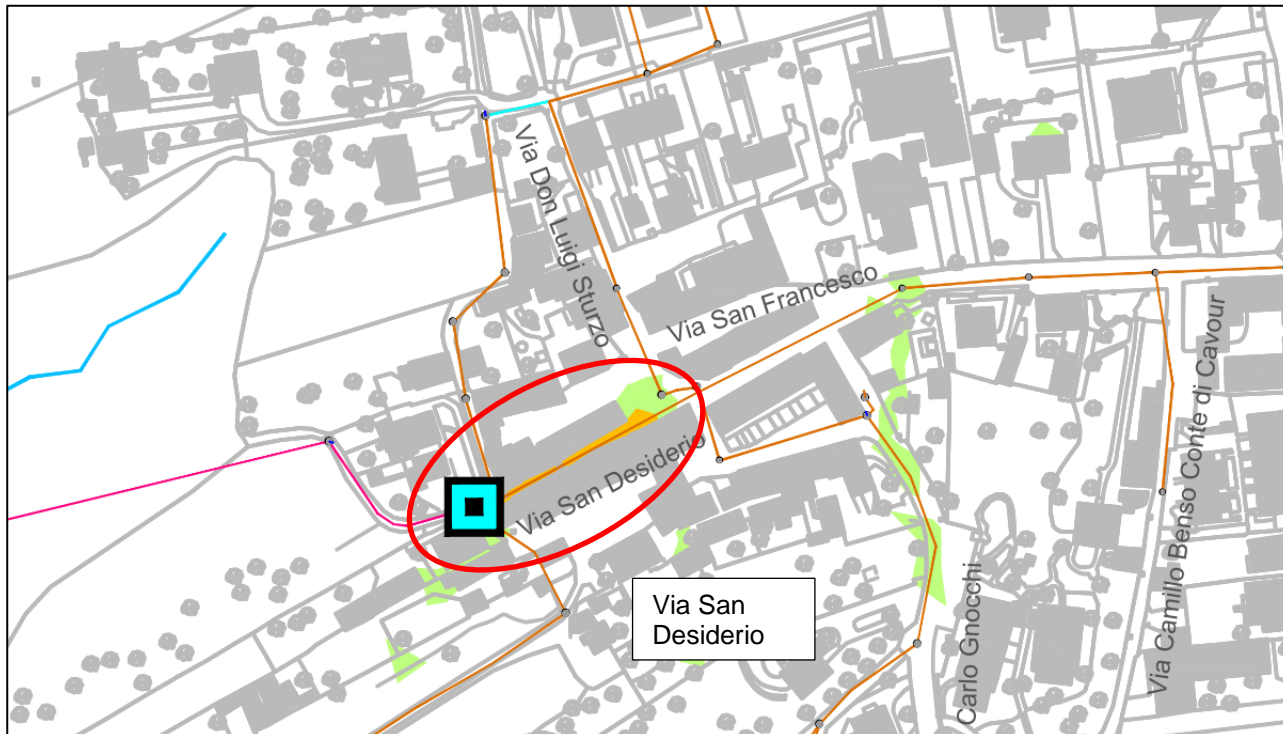 Via Don Luigi Sturzo
Via San Francesco
Via San Desiderio
Via San
Desiderio
Carlo Gnocchi
Via Camillo Benso Conte di Cavour